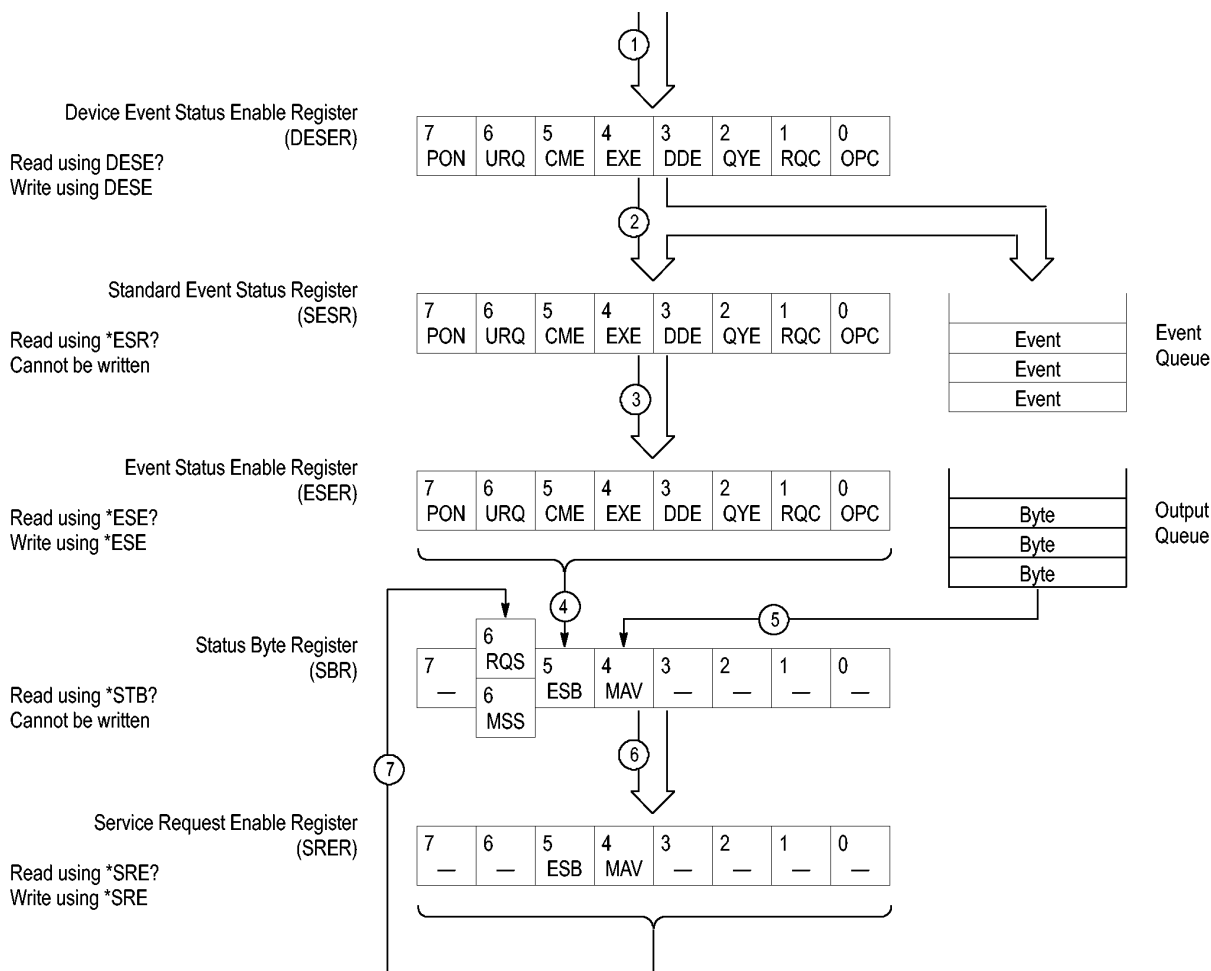 1
Device Event Status Enable Register
(DESER)
Read using DESE?
Write using DESE
7 6 5 4 3 2 1 0
PON URQ CME EXE DDE QYE RQC OPC
2
Standard Event Status Register
(SESR)
Read using *ESR?
Cannot be written
7 6 5 4 3 2 1 0
PON URQ CME EXE DDE QYE RQC OPC
Event
Event
Event
Event
Queue
3
Event Status Enable Register
(ESER)
Read using *ESE?
Write using *ESE
7 6 5 4 3 2 1 0
PON URQ CME EXE DDE QYE RQC OPC
Byte
Byte
Byte
Output
Queue
4
5
Status Byte Register
(SBR)
Read using *STB?
Cannot be written
6
RQS
7 5 4 3 2 1 0
— ESB MAV — — — —
6
MSS
6
7
Service Request Enable Register
(SRER)
Read using *SRE?
Write using *SRE
7 6 5 4 3 2 1 0
— — ESB MAV — — — —